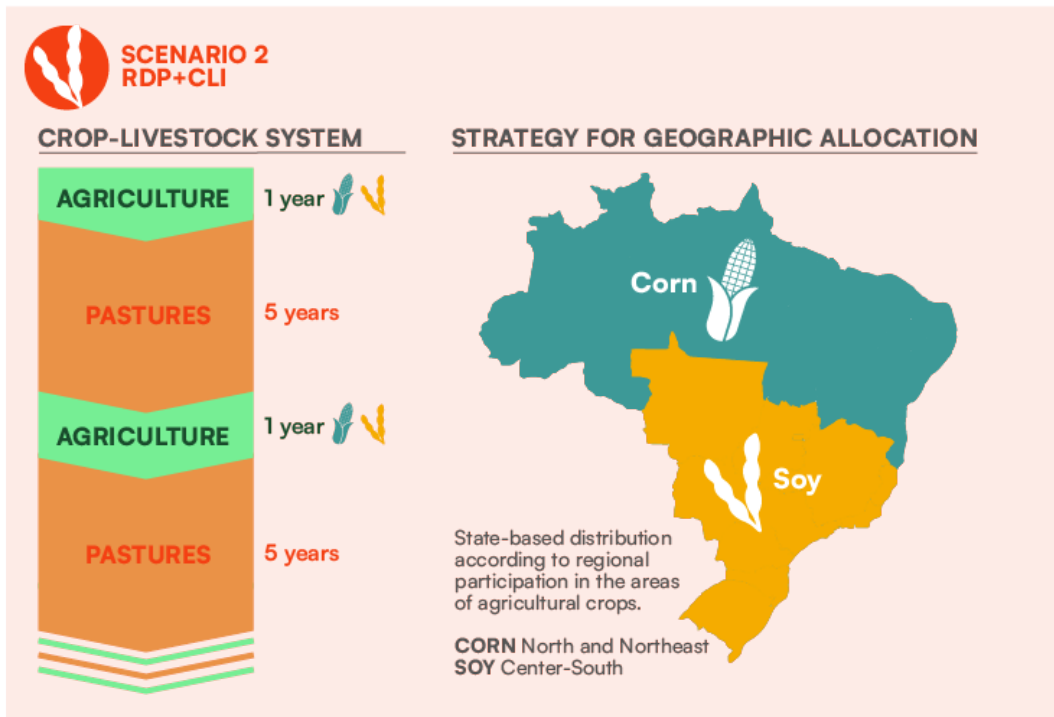 SCENARIO 2
RDP+CLI
CROP-LIVESTOCK SYSTEM
AGRICULTURE
1 year
PASTURES
5 years
AGRICULTURE
1 year
PASTURES
5 years
STRATEGY FOR GEOGRAPHIC ALLOCATION
Corn
Soy
State-based distribution
according to regional
participation in the areas
of agricultural crops.
CORN North and Northeast
SOY Center-South